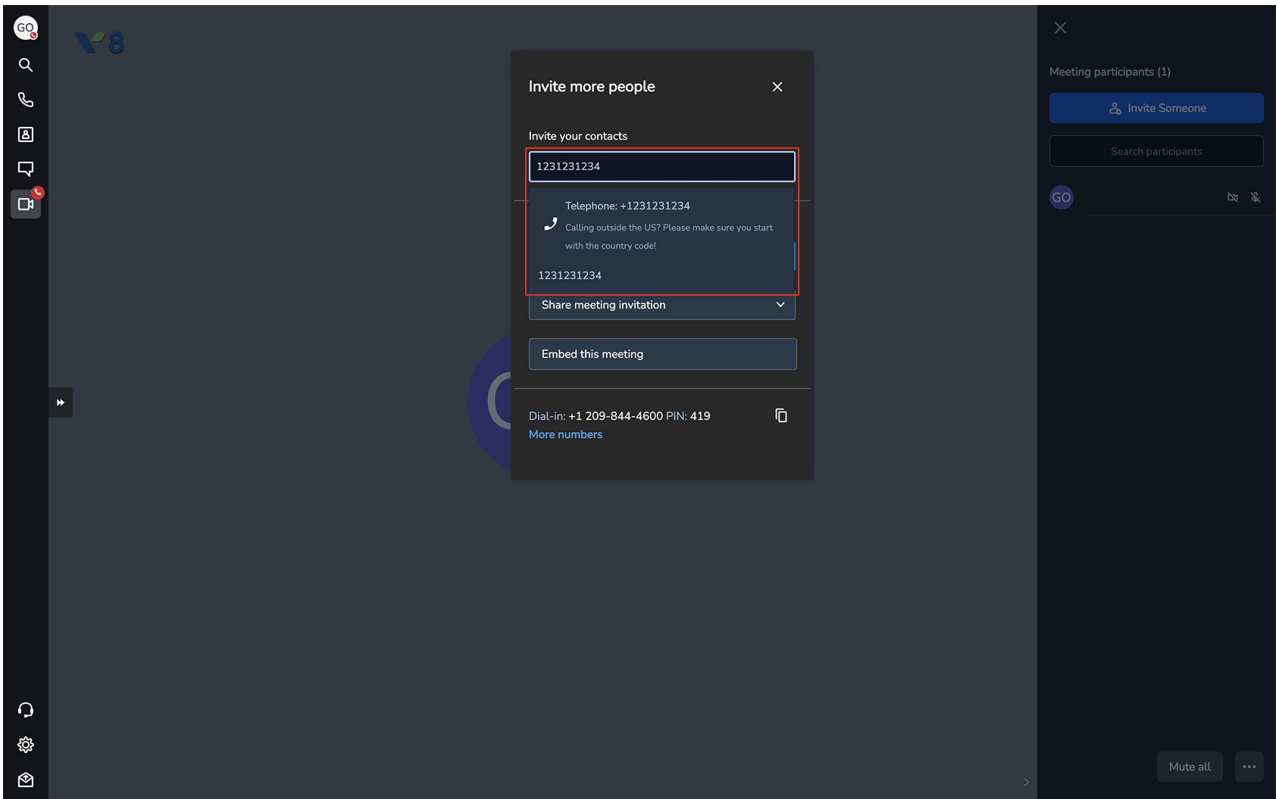 GO
8
Invite more people
Invite your contacts
1231231234
Telephone: +1231231234
Calling outside the US? Please make sure you start
with the country code!
1231231234
Share meeting invitation
Embed this meeting
Dial-in: +1 209-844-4600 PIN: 419
More numbers
Meeting participants (1)
Invite Someone
Search participants
GO
Mute all